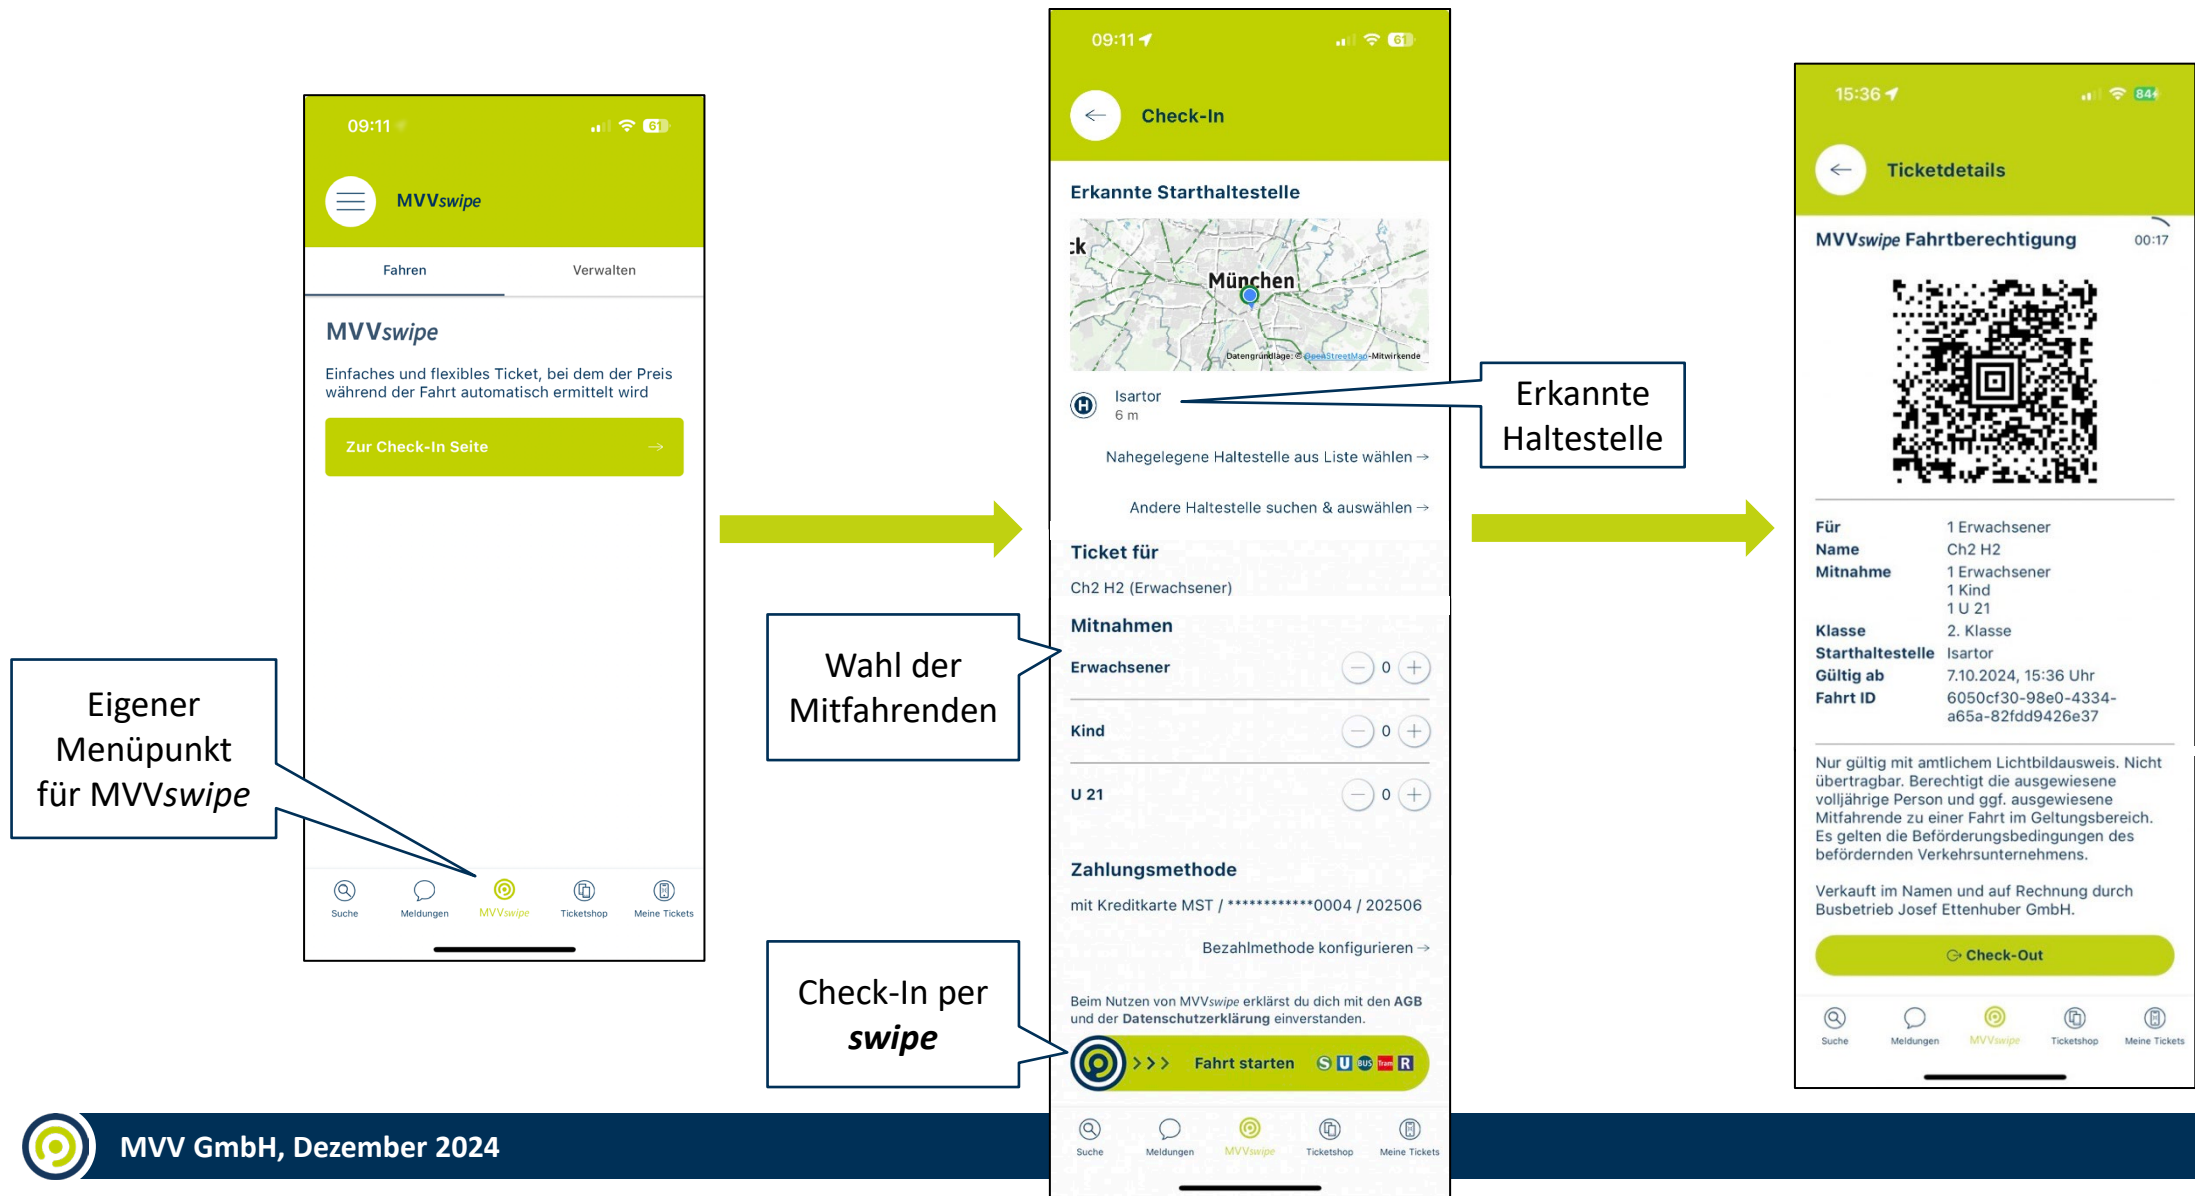 09:11
61
MVVswipe
Fahren
Verwalten
MVVswipe
Einfaches und flexibles Ticket, bei dem der Preis
während der Fahrt automatisch ermittelt wird
Zur Check-In Seite →
Suche
Meldungen
MVVswipe
Ticketshop
Meine Tickets
Eigener
Menüpunkt
für MVVswipe
09:11
61
Check-In
Erkannte Starthaltestelle
ck
München
Datengrundlage: © OpenStreetMap-Mitwirkende
H
Isartor
6 m
Nahegelegene Haltestelle aus Liste wählen →
Andere Haltestelle suchen & auswählen →
Ticket für
Ch2 H2 (Erwachsener)
Mitnahmen
Erwachsener − 0 +
Kind − 0 +
U 21 − 0 +
Zahlungsmethode
mit Kreditkarte MST / ************0004 / 202506
Bezahlmethode konfigurieren →
Beim Nutzen von MVVswipe erklärst du dich mit den AGB
und der Datenschutzerklärung einverstanden.
>>> Fahrt starten S U BUS Tram R
Suche
Meldungen
MVVswipe
Ticketshop
Meine Tickets
Erkannte
Haltestelle
Wahl der
Mitfahrenden
Check-In per
swipe
15:36
84
Ticketdetails
MVVswipe Fahrtberechtigung 00:17
Für 1 Erwachsener
Name Ch2 H2
Mitnahme 1 Erwachsener
1 Kind
1 U 21
Klasse 2. Klasse
Starthaltestelle Isartor
Gültig ab 7.10.2024, 15:36 Uhr
Fahrt ID 6050cf30-98e0-4334-
a65a-82fdd9426e37
Nur gültig mit amtlichem Lichtbildausweis. Nicht
übertragbar. Berechtigt die ausgewiesene
volljährige Person und ggf. ausgewiesene
Mitfahrende zu einer Fahrt im Geltungsbereich.
Es gelten die Beförderungsbedingungen des
befördernden Verkehrsunternehmens.
Verkauft im Namen und auf Rechnung durch
Busbetrieb Josef Ettenhuber GmbH.
Check-Out
Suche
Meldungen
MVVswipe
Ticketshop
Meine Tickets
MVV GmbH, Dezember 2024